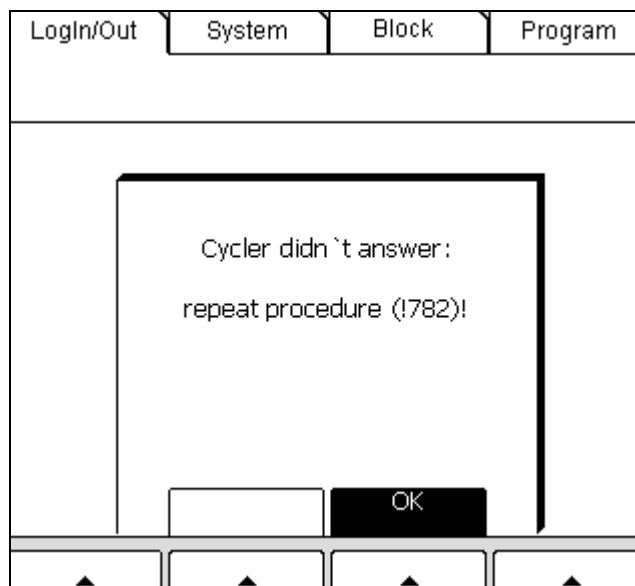 LogIn/Out System Block Program
Cycler didn`t answer:
repeat procedure (!782)!
OK